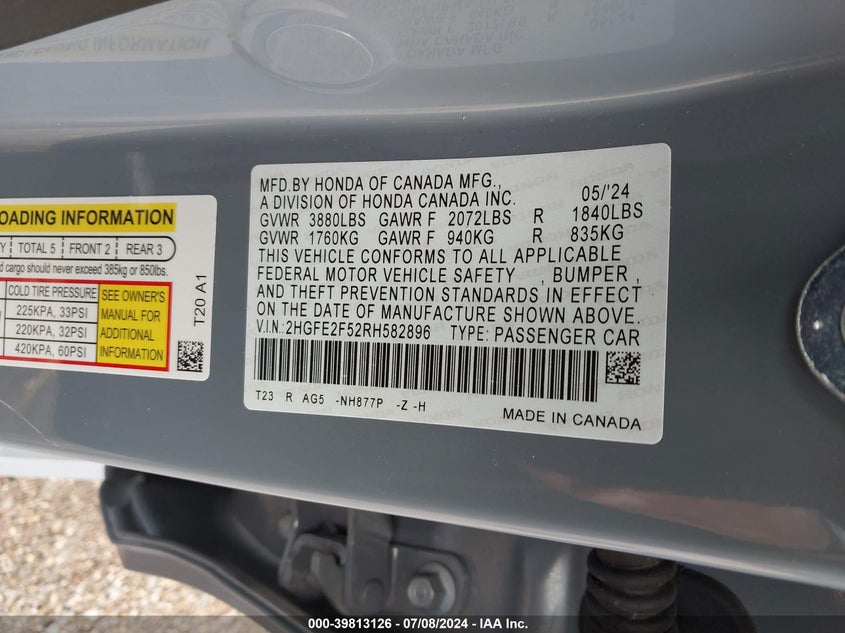 OADING INFORMATION
Y TOTAL 5 FRONT 2 REAR 3
d cargo should never exceed 385kg or 850lbs.
COLD TIRE PRESSURE
225KPA, 33PSI
220KPA, 32PSI
420KPA, 60PSI
SEE OWNER'S
MANUAL FOR
ADDITIONAL
INFORMATION
T20 A1
MFD.BY HONDA OF CANADA MFG.,
A DIVISION OF HONDA CANADA INC. 05/'24
GVWR 3880LBS GAWR F 2072LBS R 1840LBS
GVWR 1760KG GAWR F 940KG R 835KG
THIS VEHICLE CONFORMS TO ALL APPLICABLE
FEDERAL MOTOR VEHICLE SAFETY , BUMPER ,
AND THEFT PREVENTION STANDARDS IN EFFECT
ON THE DATE OF MANUFACTURE SHOWN ABOVE.
V.I.N.:2HGFE2F52RH582896 TYPE: PASSENGER CAR
T23 R AG5 -NH877P -Z -H
MADE IN CANADA
000-39813126 - 07/08/2024 - IAA Inc.